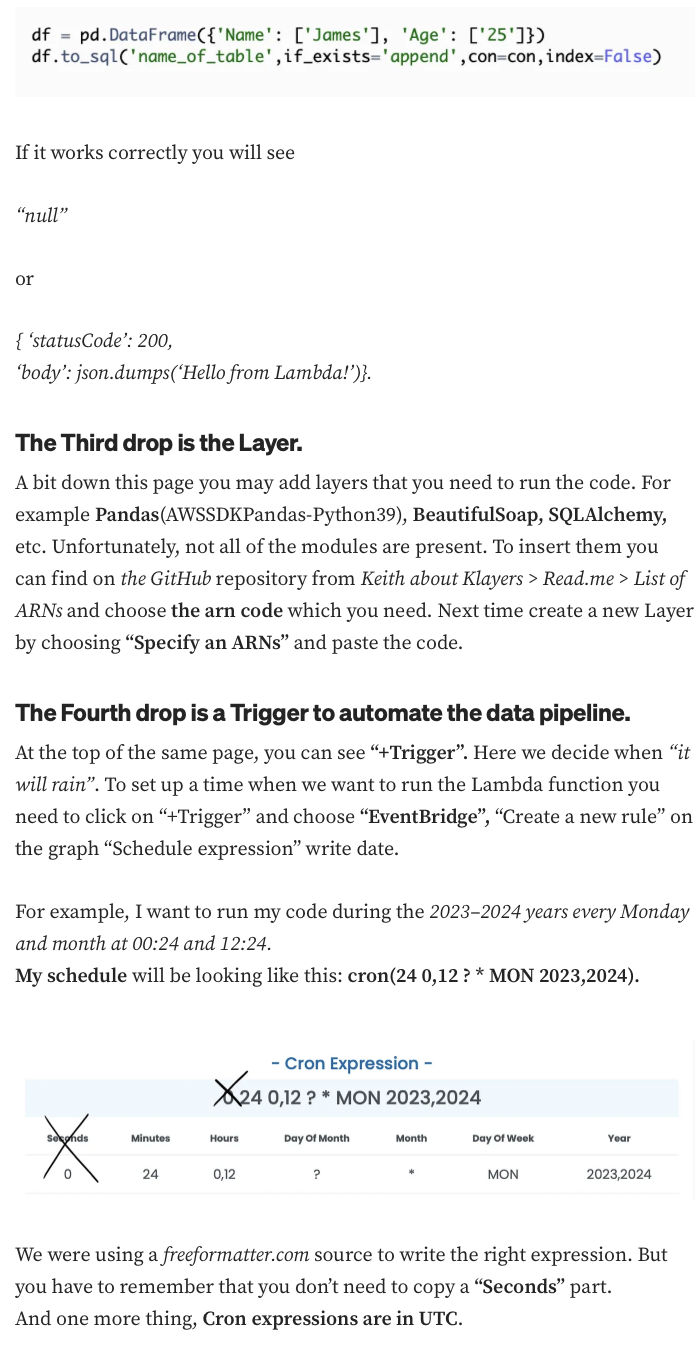 df = pd.DataFrame({'Name': ['James'], 'Age': ['25']})
df.to_sql('name_of_table',if_exists='append',con=con,index=False)
If it works correctly you will see
“null”
or
{ ‘statusCode’: 200,
‘body’: json.dumps(‘Hello from Lambda!’)}.
The Third drop is the Layer.
A bit down this page you may add layers that you need to run the code. For
example Pandas(AWSSDKPandas-Python39), BeautifulSoap, SQLAlchemy,
etc. Unfortunately, not all of the modules are present. To insert them you
can find on the GitHub repository from Keith about Klayers > Read.me > List of
ARNs and choose the arn code which you need. Next time create a new Layer
by choosing “Specify an ARNs” and paste the code.
The Fourth drop is a Trigger to automate the data pipeline.
At the top of the same page, you can see “+Trigger”. Here we decide when “it
will rain”. To set up a time when we want to run the Lambda function you
need to click on “+Trigger” and choose “EventBridge”, “Create a new rule” on
the graph “Schedule expression” write date.
For example, I want to run my code during the 2023–2024 years every Monday
and month at 00:24 and 12:24.
My schedule will be looking like this: cron(24 0,12 ? * MON 2023,2024).
- Cron Expression -
0 24 0,12 ? * MON 2023,2024
Seconds Minutes Hours Day Of Month Month Day Of Week Year
0 24 0,12 ? * MON 2023,2024
We were using a freeformatter.com source to write the right expression. But
you have to remember that you don’t need to copy a “Seconds” part.
And one more thing, Cron expressions are in UTC.